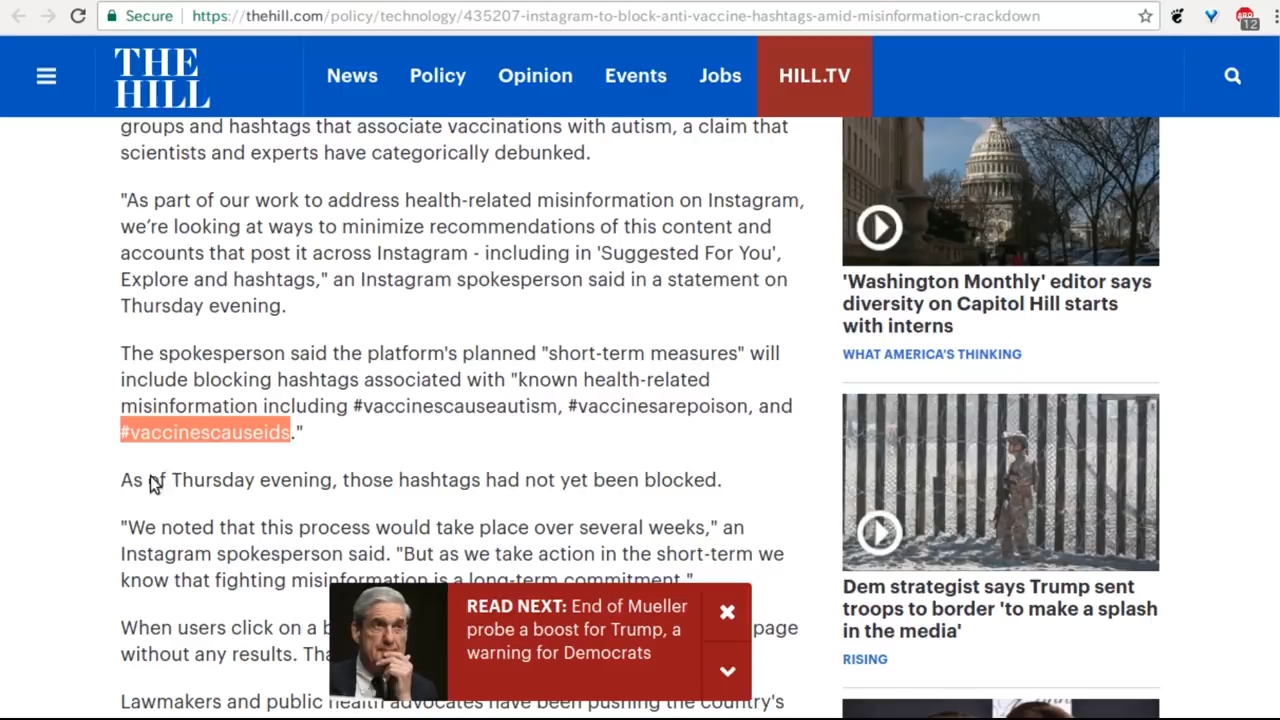 Secure
https://thehill.com/policy/technology/435207-instagram-to-block-anti-vaccine-hashtags-amid-misinformation-crackdown
12
THE
HILL
News Policy Opinion Events Jobs HILL.TV
groups and hashtags that associate vaccinations with autism, a claim that
scientists and experts have categorically debunked.
"As part of our work to address health-related misinformation on Instagram,
we’re looking at ways to minimize recommendations of this content and
accounts that post it across Instagram - including in 'Suggested For You',
Explore and hashtags," an Instagram spokesperson said in a statement on
Thursday evening.
The spokesperson said the platform's planned "short-term measures" will
include blocking hashtags associated with "known health-related
misinformation including #vaccinescauseautism, #vaccinesarepoison, and
#vaccinescauseids."
As of Thursday evening, those hashtags had not yet been blocked.
"We noted that this process would take place over several weeks," an
Instagram spokesperson said. "But as we take action in the short-term we
know that fighting misinformation is a long-term commitment."
When users click on a b
page
without any results. Tha
Lawmakers and public health advocates have been pushing the country's
READ NEXT: End of Mueller
probe a boost for Trump, a
warning for Democrats
'Washington Monthly' editor says
diversity on Capitol Hill starts
with interns
WHAT AMERICA'S THINKING
Dem strategist says Trump sent
troops to border 'to make a splash
in the media'
RISING